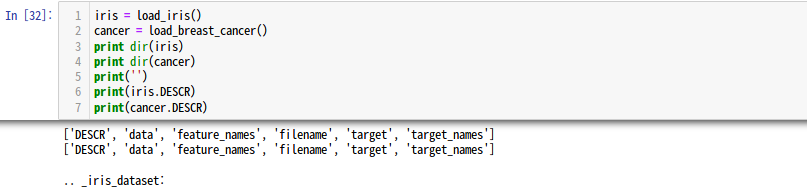 In [32]:
1 iris = load_iris()
2 cancer = load_breast_cancer()
3 print dir(iris)
4 print dir(cancer)
5 print('')
6 print(iris.DESCR)
7 print(cancer.DESCR)
['DESCR', 'data', 'feature_names', 'filename', 'target', 'target_names']
['DESCR', 'data', 'feature_names', 'filename', 'target', 'target_names']
.. _iris_dataset: